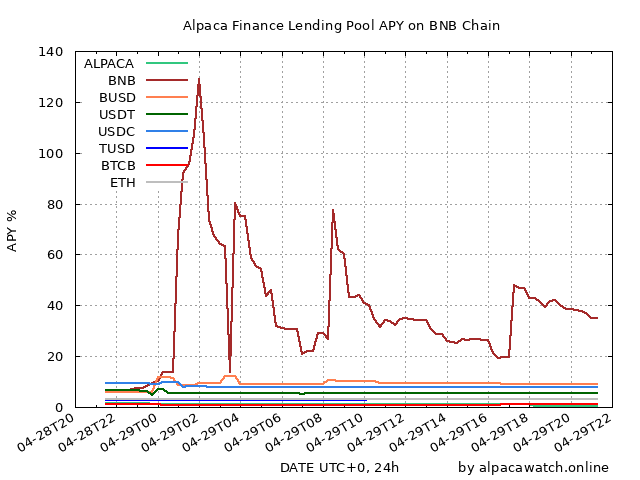 Alpaca Finance Lending Pool APY on BNB Chain
140
120
100
80
60
40
20
0
APY %
ALPACA
BNB
BUSD
USDT
USDC
TUSD
BTCB
ETH
04-28T20
04-28T22
04-29T00
04-29T02
04-29T04
04-29T06
04-29T08
04-29T10
04-29T12
04-29T14
04-29T16
04-29T18
04-29T20
04-29T22
DATE UTC+0, 24h
by alpacawatch.online